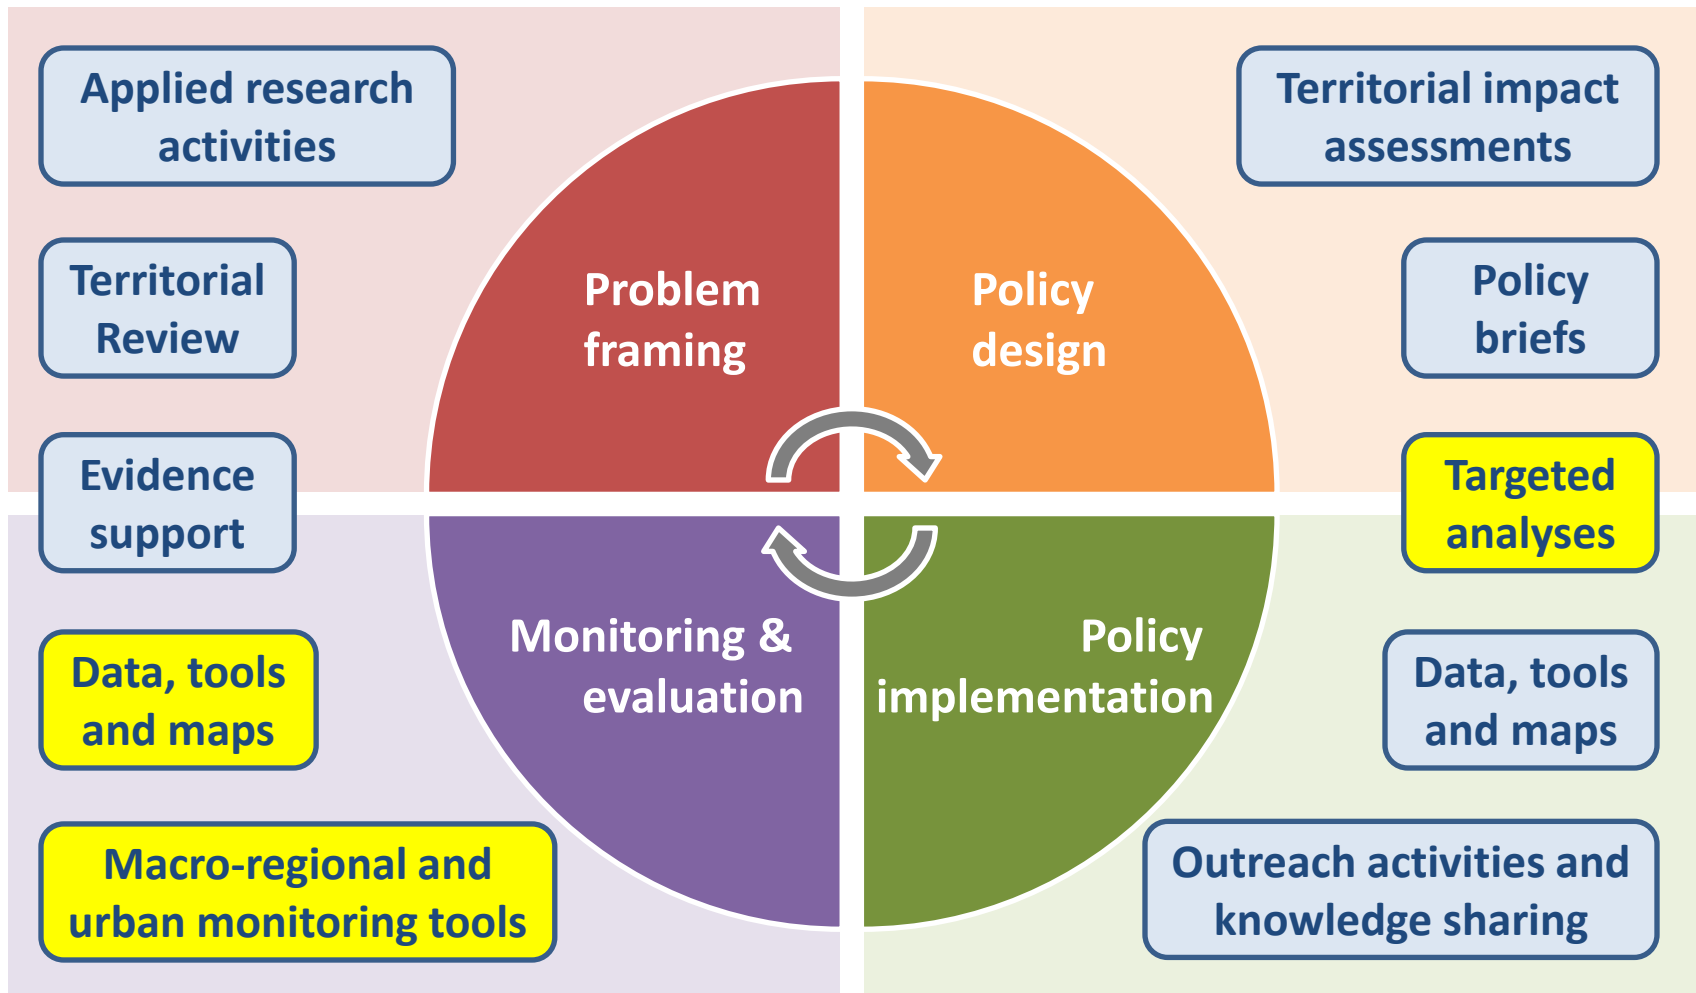 Applied research
activities
Territorial
Review
Evidence
support
Problem
framing
Policy
design
Territorial impact
assessments
Policy
briefs
Targeted
analyses
Monitoring &
evaluation
Data, tools
and maps
Macro-regional and
urban monitoring tools
Policy
implementation
Data, tools
and maps
Outreach activities and
knowledge sharing